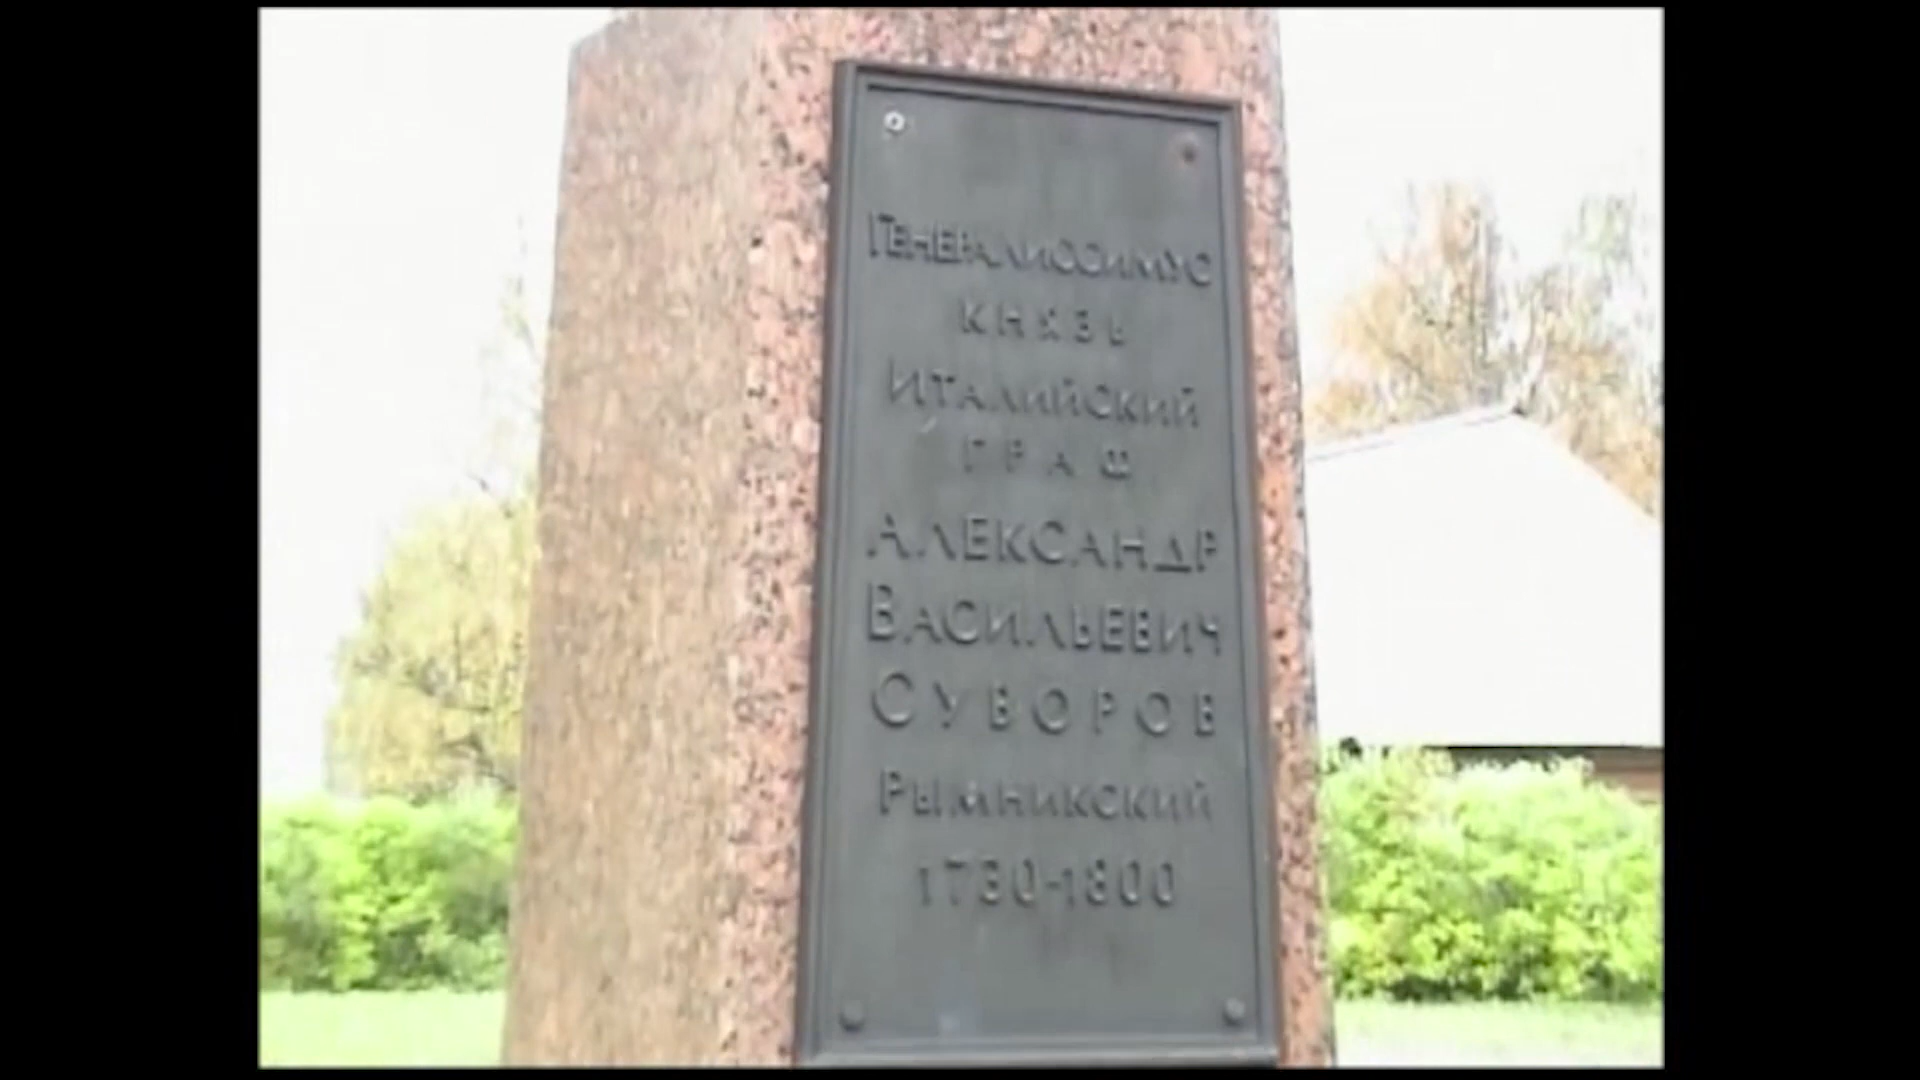 Генералиссимус
князь
Италийский
граф
Александр
Васильевич
Суворов
Рымникский
1730-1800